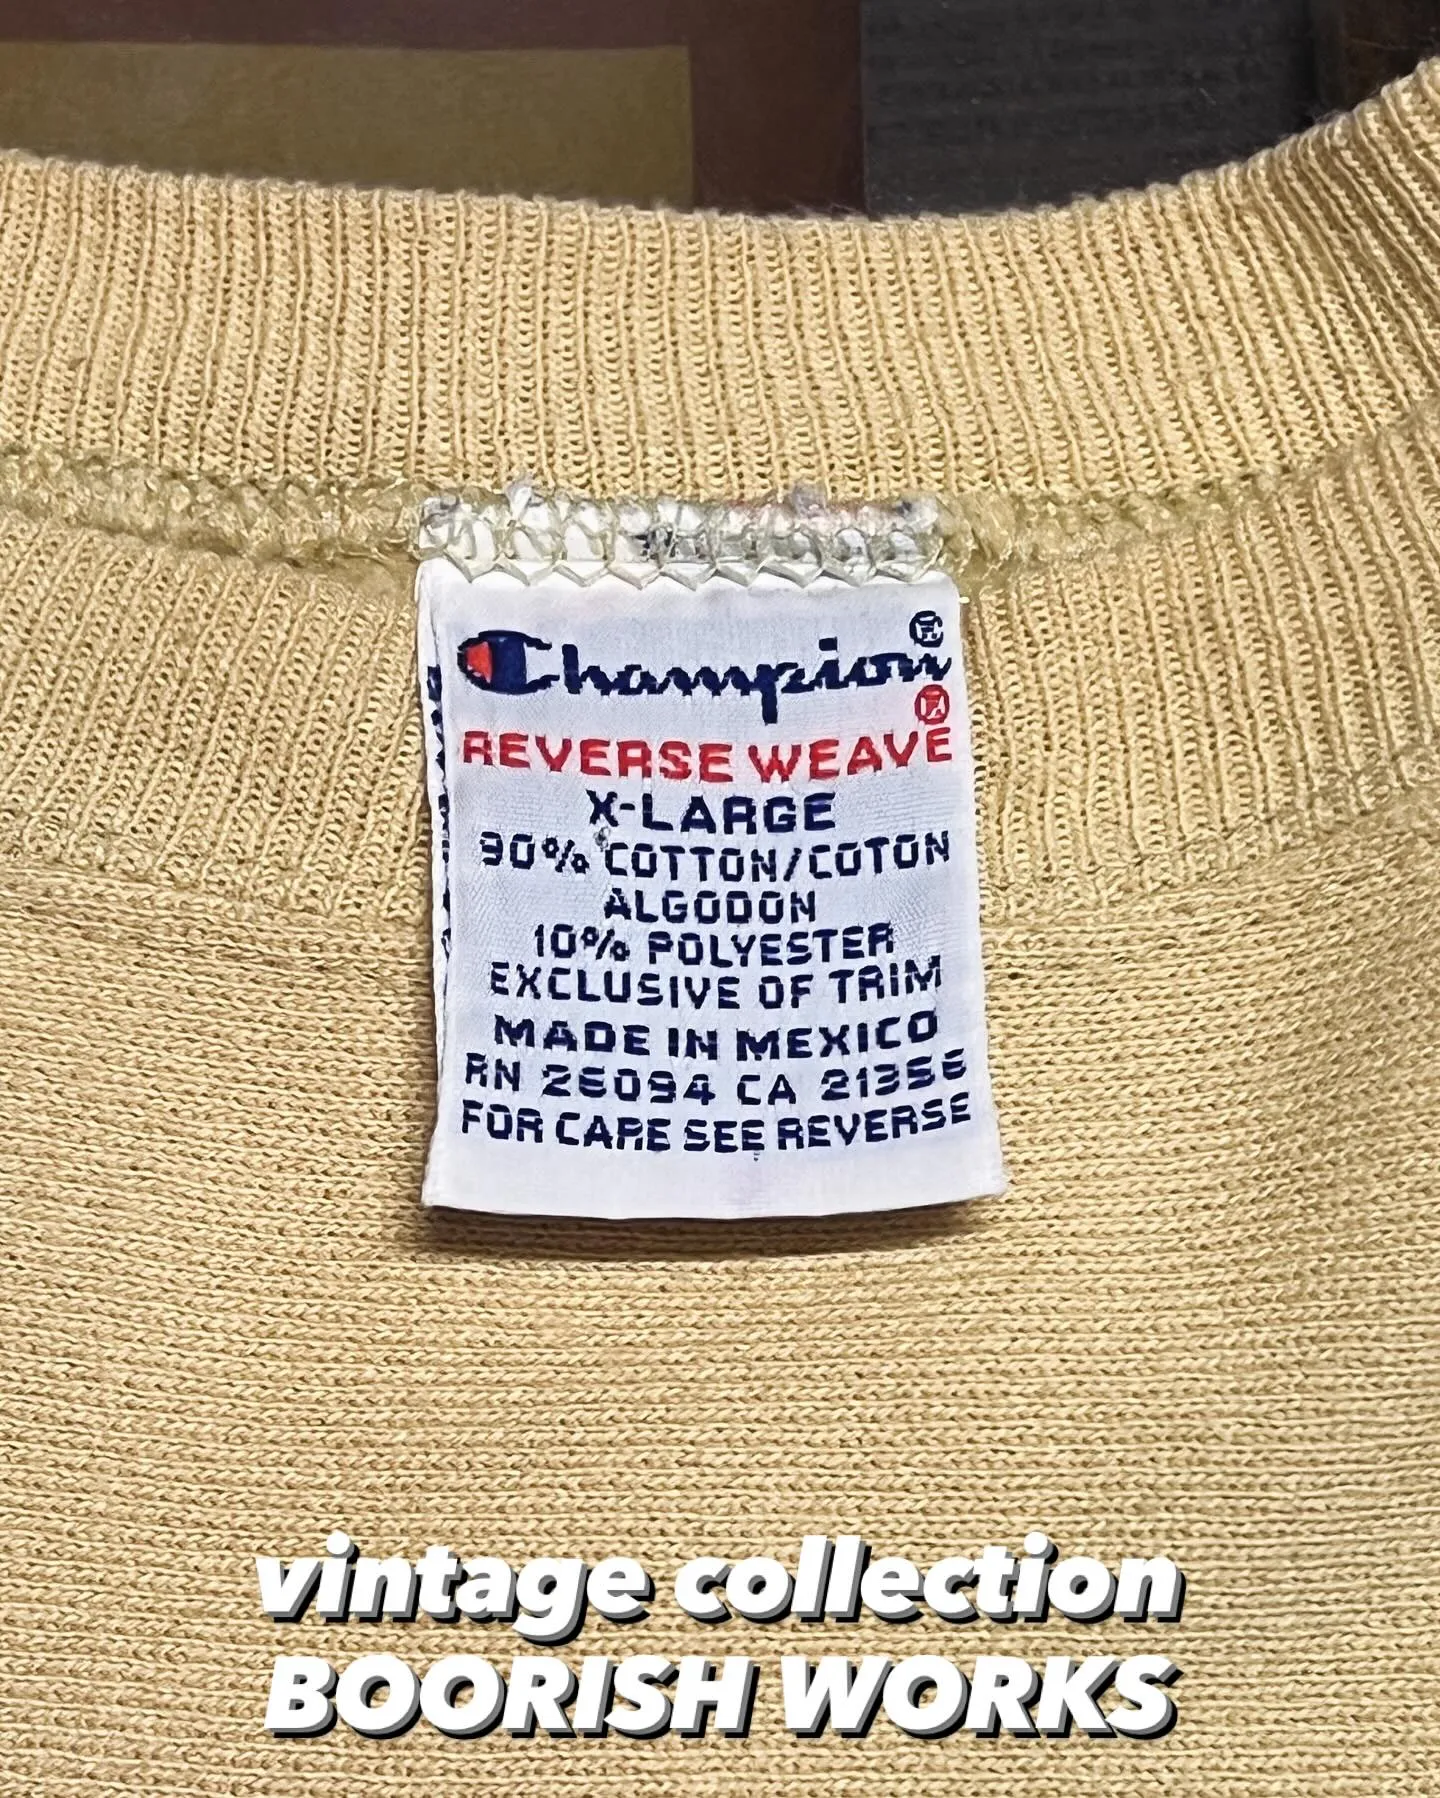 Champion®
®
REVERSE WEAVE
X-LARGE
90% COTTON/COTON
ALGODON
10% POLYESTER
EXCLUSIVE OF TRIM
MADE IN MEXICO
RN 26094 CA 21356
FOR CARE SEE REVERSE
vintage collection
BOORISH WORKS